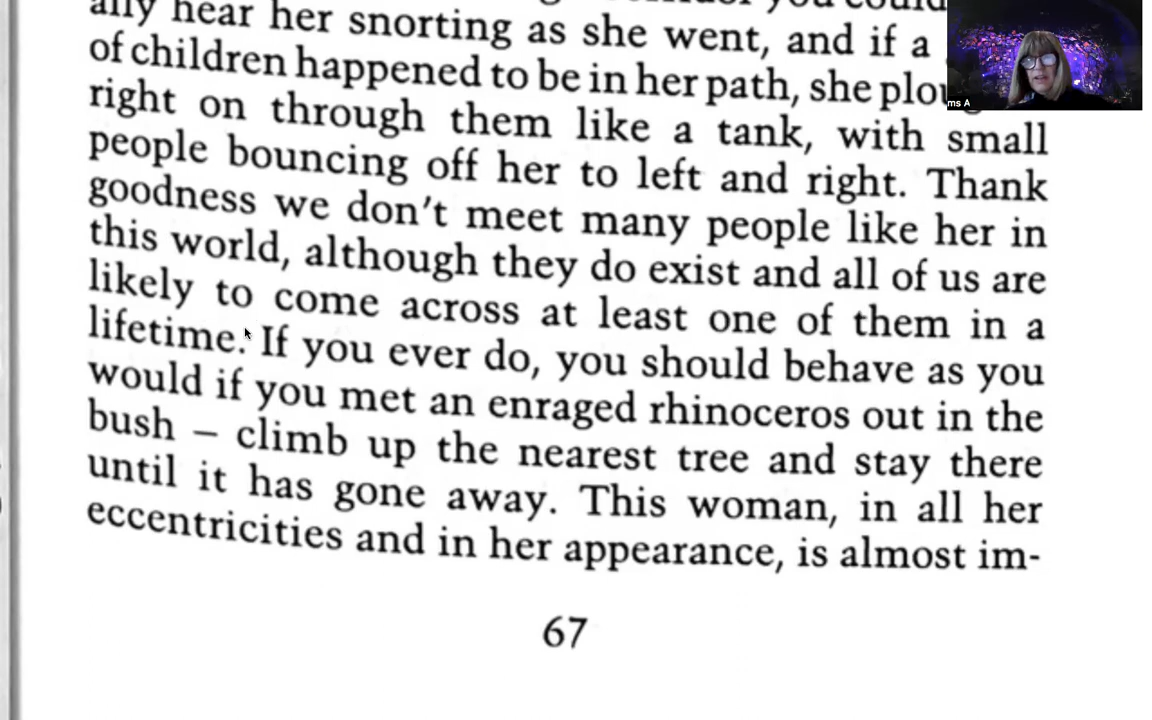 ally hear her snorting as she went, and if a
of children happened to be in her path, she
right on through them like a tank, with small
people bouncing off her to left and right. Thank
goodness we don't meet many people like her in
this world, although they do exist and all of us are
likely to come across at least one of them in a
lifetime. If you ever do, you should behave as you
would if you met an enraged rhinoceros out in the
bush – climb up the nearest tree and stay there
until it has gone away. This woman, in all her
eccentricities and in her appearance, is almost im-
67
ms A